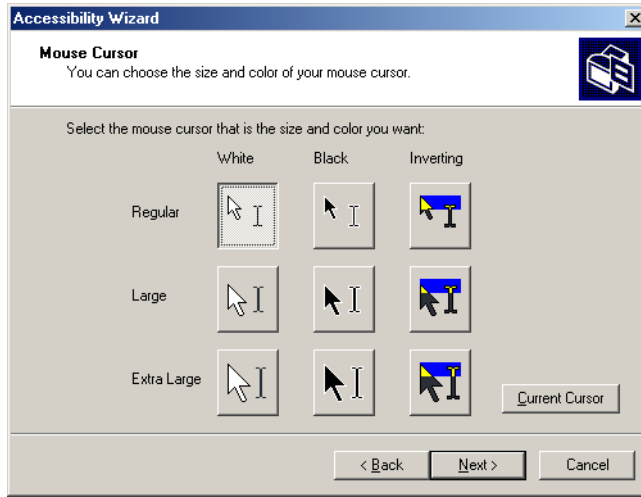 Accessibility Wizard
Mouse Cursor
You can choose the size and color of your mouse cursor.
Select the mouse cursor that is the size and color you want:
White Black Inverting
Regular
Large
Extra Large
Current Cursor
< Back Next > Cancel